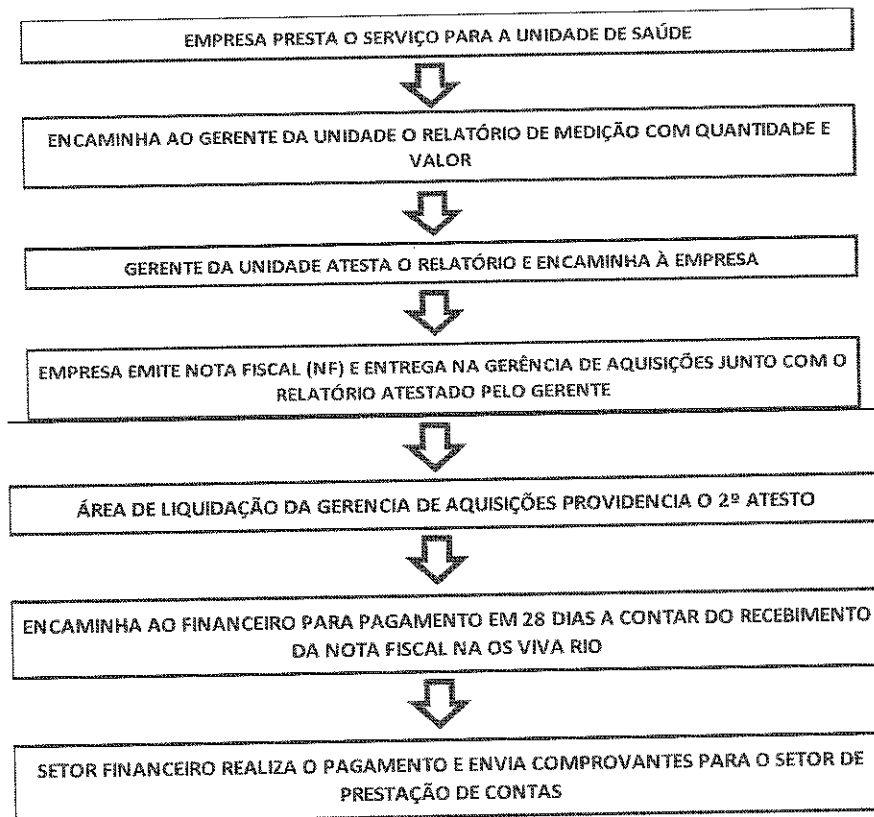 EMPRESA PRESTA O SERVIÇO PARA A UNIDADE DE SAÚDE
ENCAMINHA AO GERENTE DA UNIDADE O RELATÓRIO DE MEDIÇÃO COM QUANTIDADE E
VALOR
GERENTE DA UNIDADE ATESTA O RELATÓRIO E ENCAMINHA À EMPRESA
EMPRESA EMITE NOTA FISCAL (NF) E ENTREGA NA GERÊNCIA DE AQUISIÇÕES JUNTO COM O
RELATÓRIO ATESTADO PELO GERENTE
ÁREA DE LIQUIDAÇÃO DA GERENCIA DE AQUISIÇÕES PROVIDENCIA O 2º ATESTO
ENCAMINHA AO FINANCEIRO PARA PAGAMENTO EM 28 DIAS A CONTAR DO RECEBIMENTO
DA NOTA FISCAL NA OS VIVA RIO
SETOR FINANCEIRO REALIZA O PAGAMENTO E ENVIA COMPROVANTES PARA O SETOR DE
PRESTAÇÃO DE CONTAS